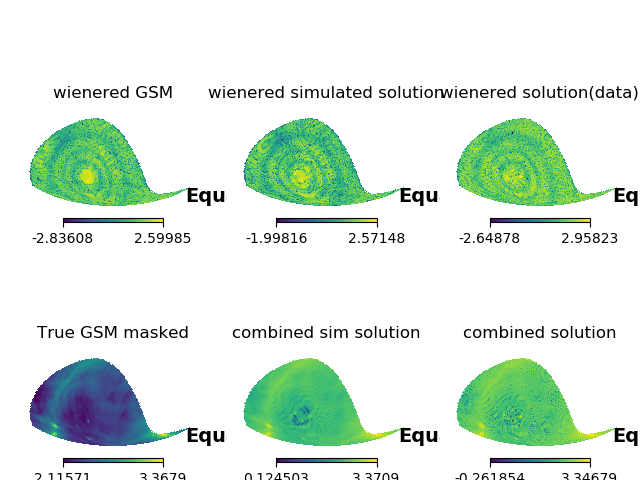 wienered GSM
wienered simulated solution
wienered solution(data)
Equ
Equ
Eq
-2.83608 2.59985
-1.99816 2.57148
-2.64878 2.95823
True GSM masked
combined sim solution
combined solution
Equ
Equ
Eq
2.11571 3.3679
0.124503 3.3709
-0.261854 3.34679